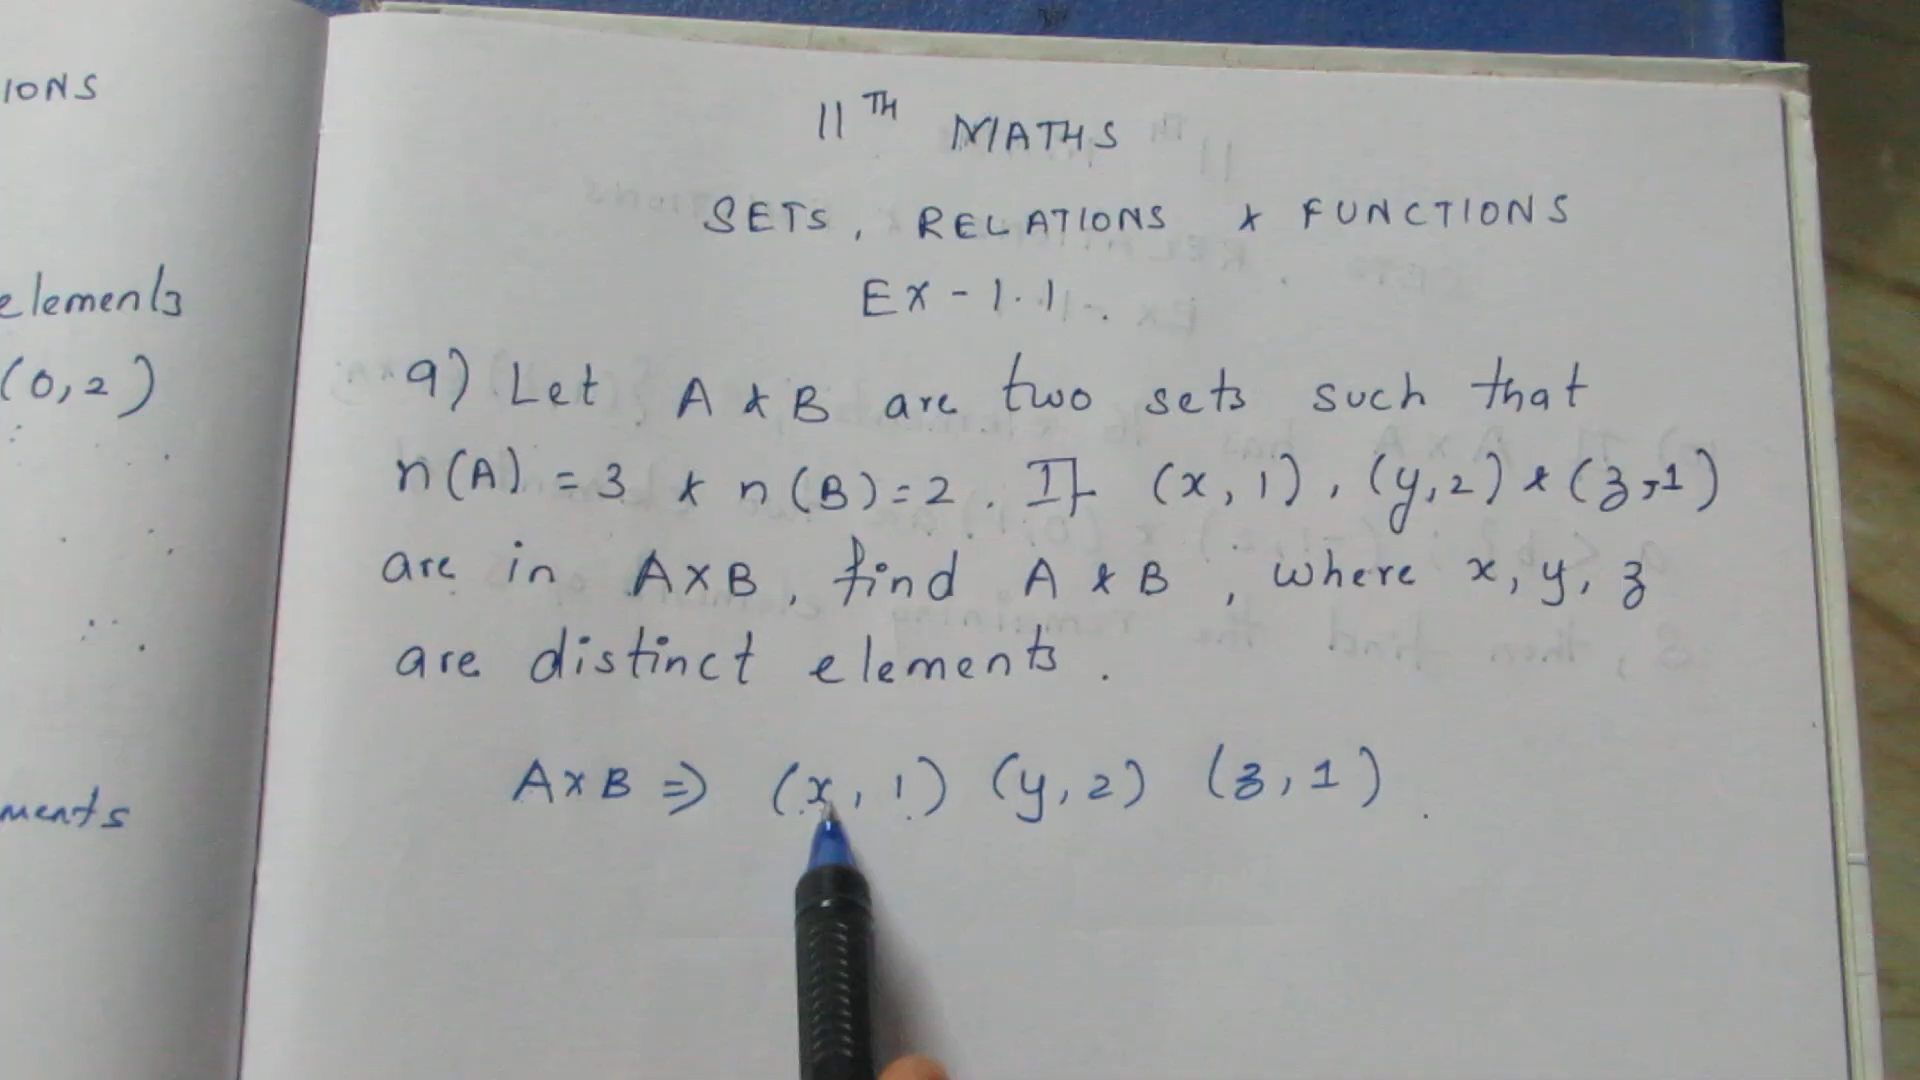 IONS
elements
(0,2)
ments
11TH MATHS
SETS, RELATIONS & FUNCTIONS
Ex - 1.1.
9) Let A & B are two sets such that
n(A) = 3 & n(B) = 2. If (x,1), (y,2) & (z,1)
are in A×B, find A & B, where x, y, z
are distinct elements.
A×B ⇒ (x,1) (y,2) (z,1)